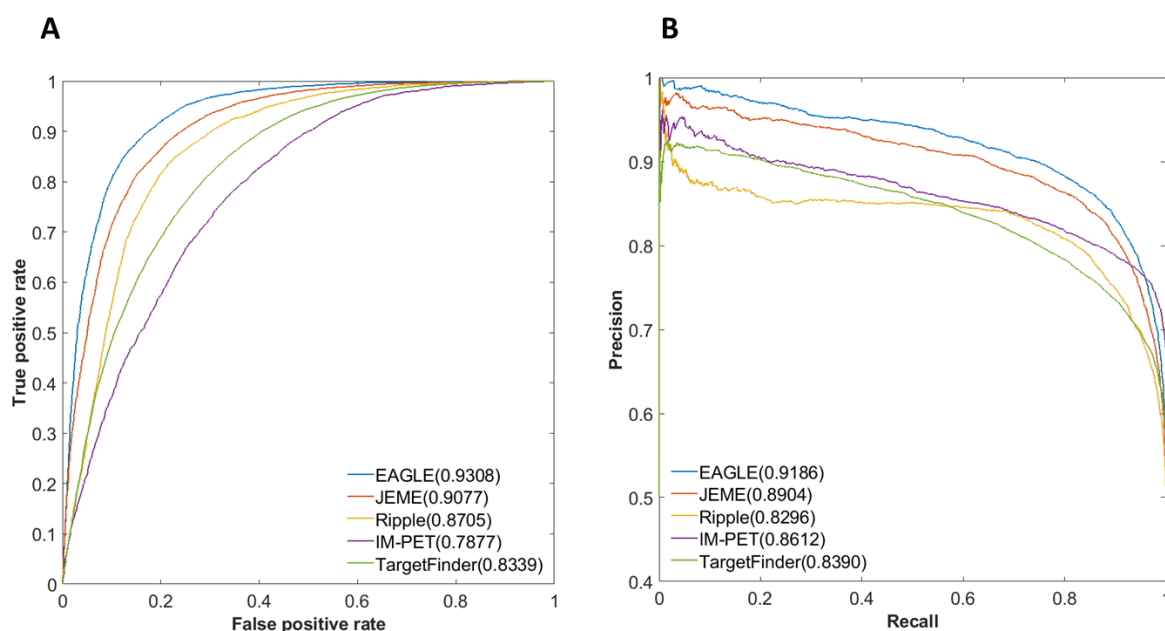 A
1
0.9
0.8
0.7
0.6
0.5
0.4
0.3
0.2
0.1
0
True positive rate
EAGLE(0.9308)
JEME(0.9077)
Ripple(0.8705)
IM-PET(0.7877)
TargetFinder(0.8339)
0 0.2 0.4 0.6 0.8 1
False positive rate
B
1
0.9
0.8
0.7
0.6
0.5
0.4
Precision
EAGLE(0.9186)
JEME(0.8904)
Ripple(0.8296)
IM-PET(0.8612)
TargetFinder(0.8390)
0 0.2 0.4 0.6 0.8 1
Recall